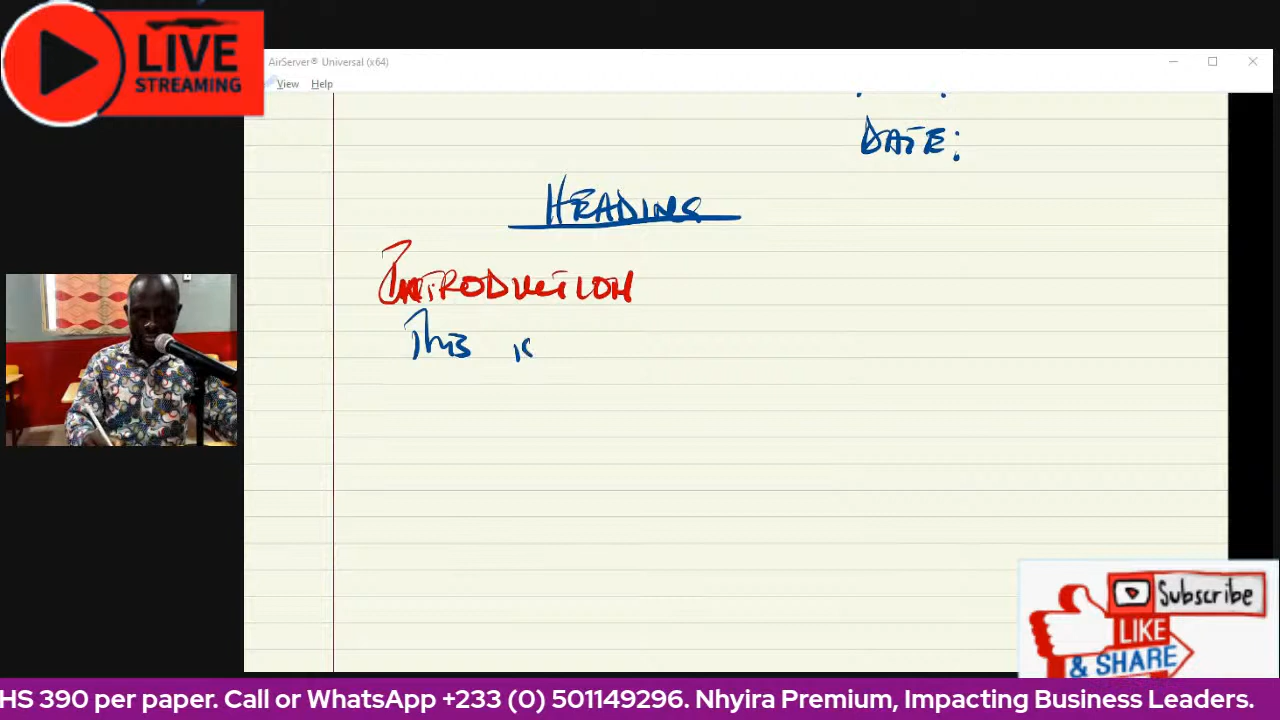 LIVE
STREAMING
AirServer® Universal (x64)
View Help
DATE:
HEADING
INTRODUCTION
This is
Subscribe
LIKE
& SHARE
HS 390 per paper. Call or WhatsApp +233 (0) 501149296. Nhyira Premium, Impacting Business Leaders.